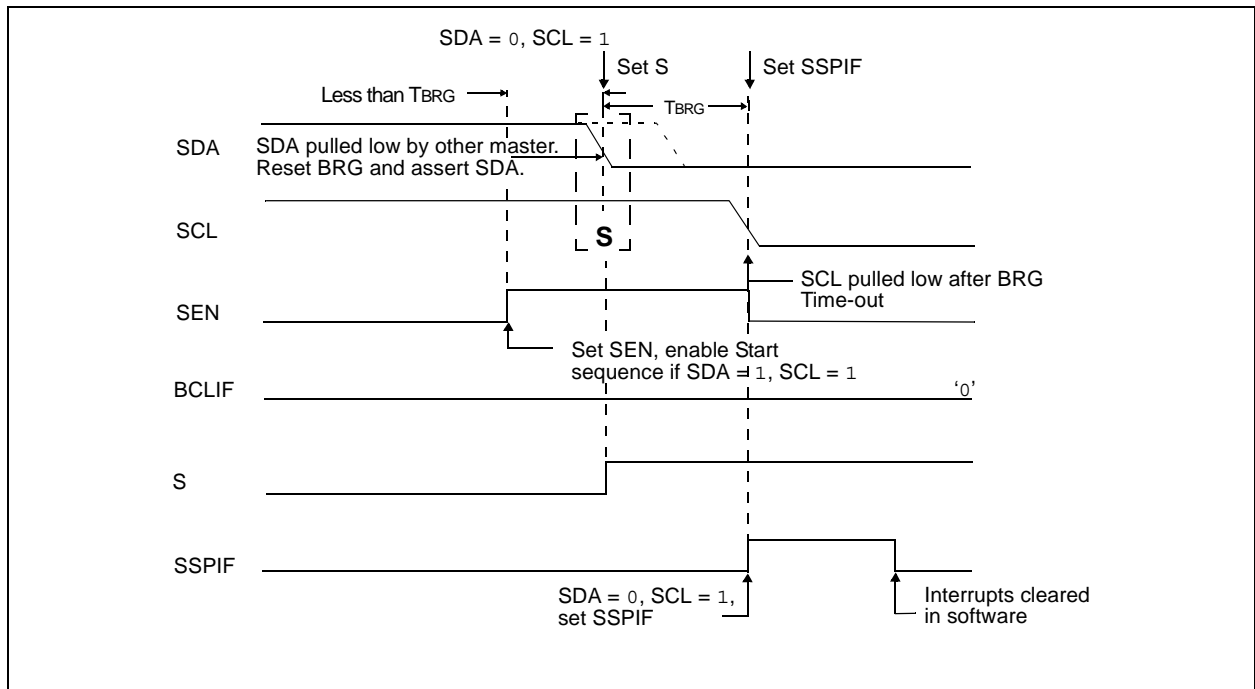 SDA = 0, SCL = 1
Set S
Set SSPIF
Less than TBRG
TBRG
SDA
SDA pulled low by other master.
Reset BRG and assert SDA.
SCL
S
SCL pulled low after BRG
Time-out
SEN
Set SEN, enable Start
sequence if SDA = 1, SCL = 1
BCLIF
‘0’
S
SSPIF
SDA = 0, SCL = 1,
set SSPIF
Interrupts cleared
in software